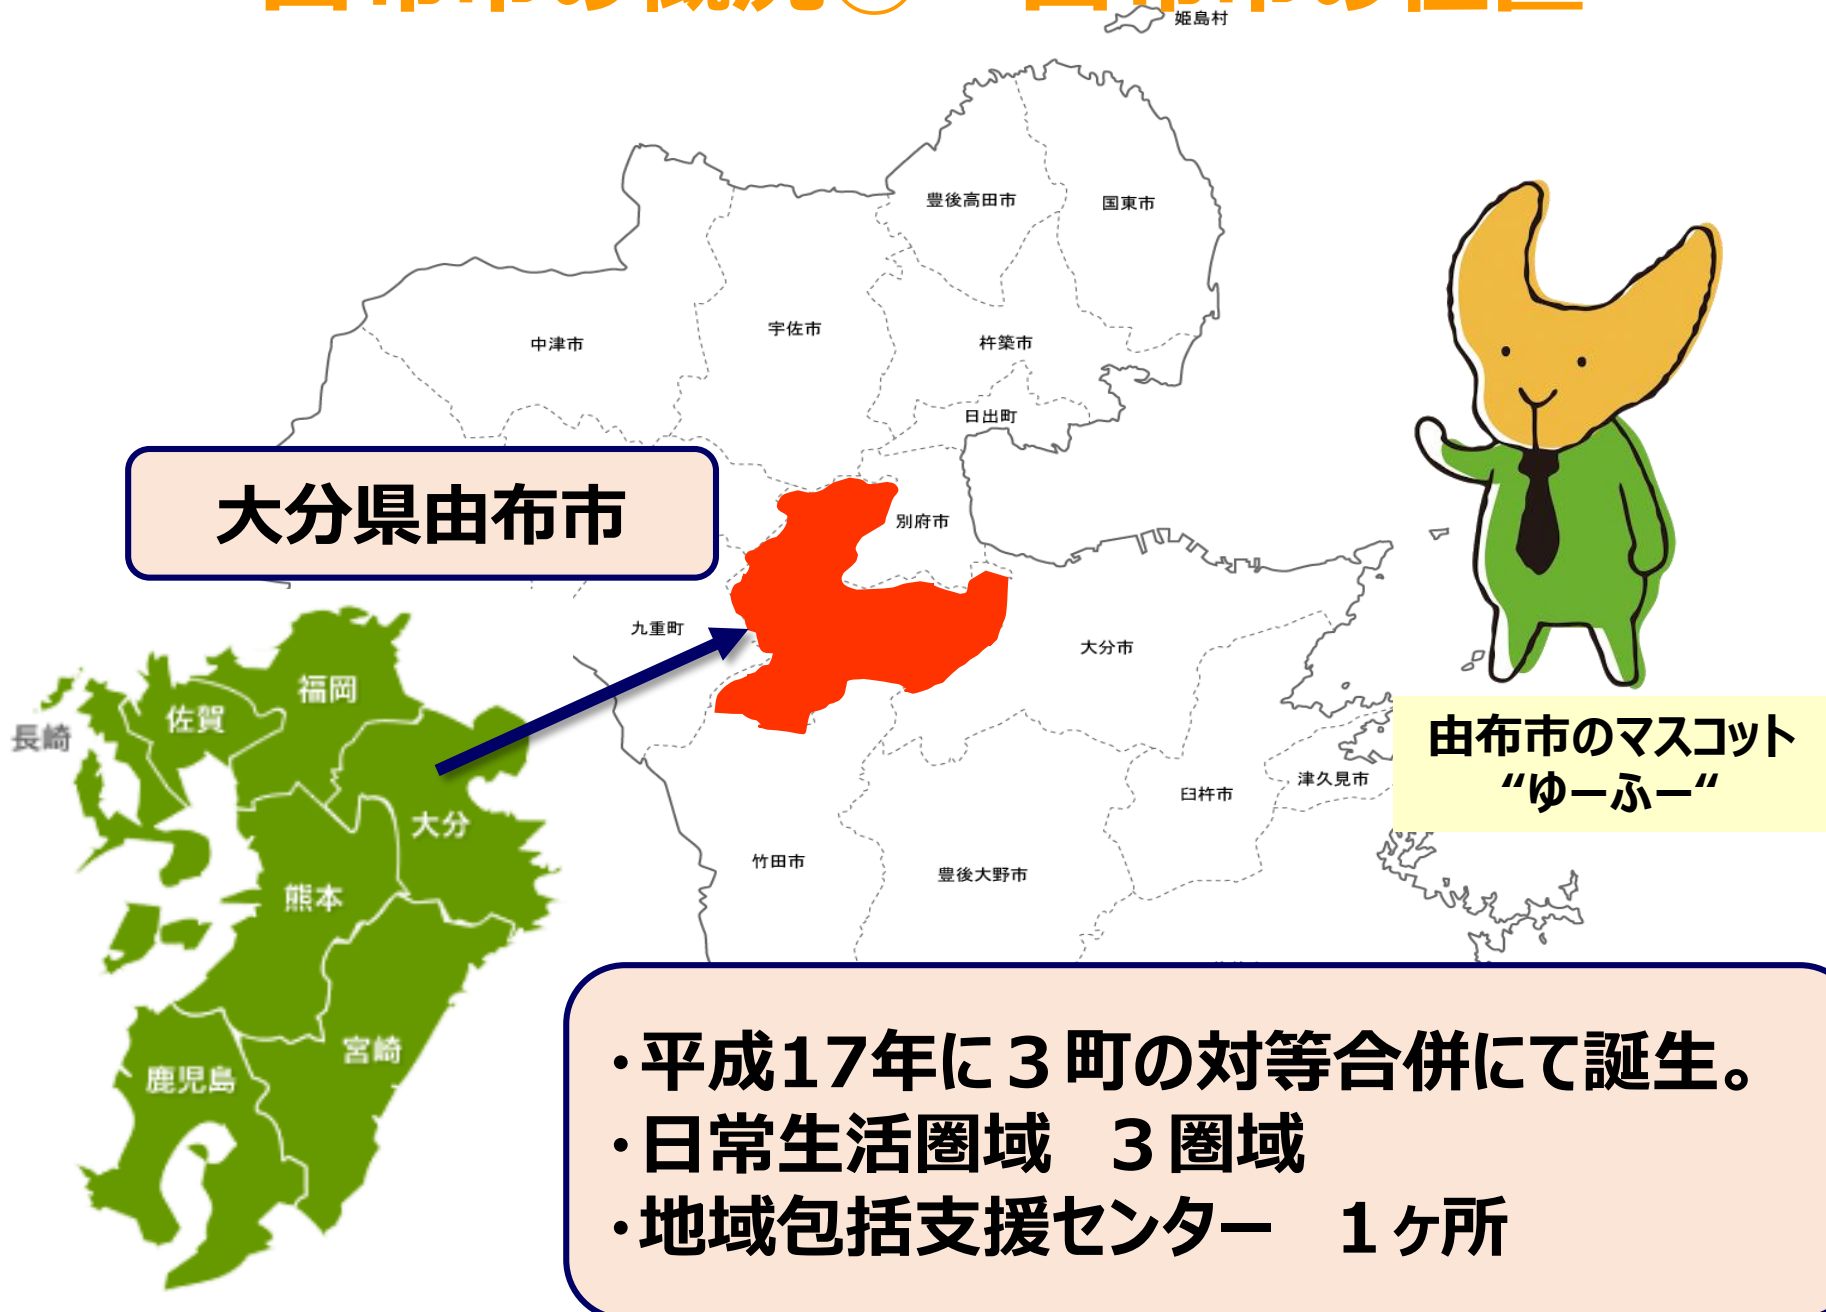 姫島村
豊後高田市
国東市
中津市
宇佐市
杵築市
日出町
大分県由布市
別府市
九重町
大分市
福岡
佐賀
長崎
大分
熊本
宮崎
鹿児島
由布市のマスコット
“ゆーふー“
津久見市
臼杵市
竹田市
豊後大野市
・平成17年に３町の対等合併にて誕生。
・日常生活圏域　３圏域
・地域包括支援センター　１ヶ所